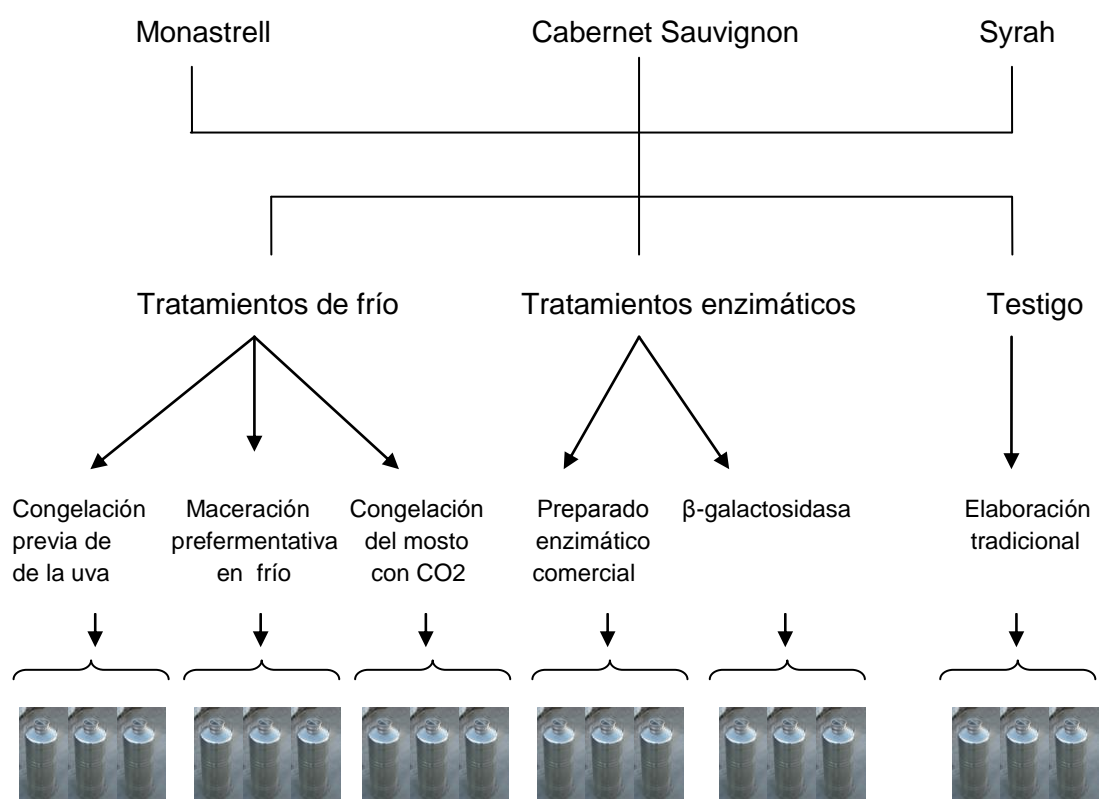 Monastrell
Cabernet Sauvignon
Syrah
Tratamientos de frío
Tratamientos enzimáticos
Testigo
Congelación
previa de
de la uva
Maceración
prefermentativa
en frío
Congelación
del mosto
con CO2
Preparado
enzimático
comercial
β-galactosidasa
Elaboración
tradicional